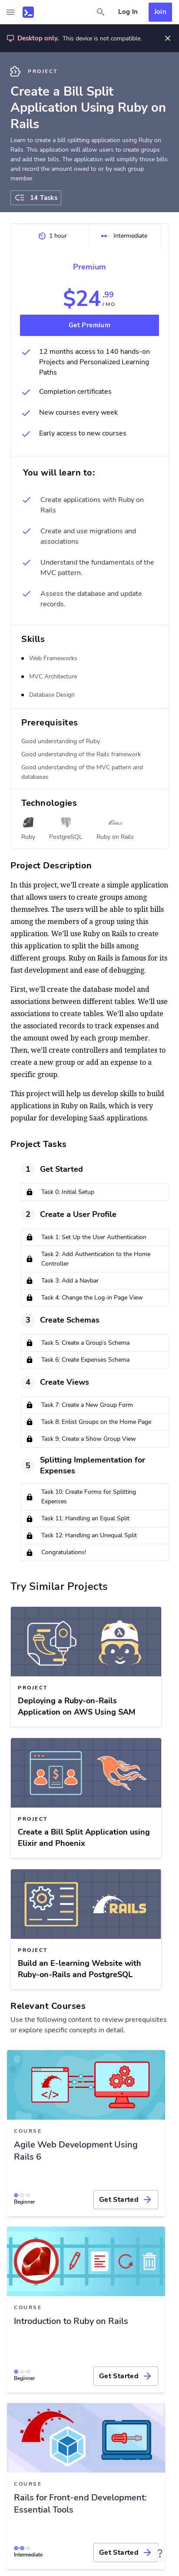 Log In
Join
Desktop only. This device is not compatible.
PROJECT
Create a Bill Split
Application Using Ruby on
Rails
Learn to create a bill splitting application using Ruby on
Rails. This application will allow users to create groups
and add their bills. The application will simplify those bills
and record the amount owed to or by each group
member.
14 Tasks
1 hour
Intermediate
Premium
$24.99
/MO
Get Premium
12 months access to 140 hands-on
Projects and Personalized Learning
Paths
Completion certificates
New courses every week
Early access to new courses
You will learn to:
Create applications with Ruby on
Rails
Create and use migrations and
associations
Understand the fundamentals of the
MVC pattern.
Assess the database and update
records.
Skills
Web Frameworks
MVC Architecture
Database Design
Prerequisites
Good understanding of Ruby
Good understanding of the Rails framework
Good understanding of the MVC pattern and
databases
Technologies
Ruby
PostgreSQL
Ruby on Rails
Project Description
In this project, we'll create a simple application
that allows users to create groups among
themselves. The users will be able to split bills
among the members of a group using this
application. We'll use Ruby on Rails to create
this application to split the bills among
different groups. Ruby on Rails is famous for its
fast development and ease of debugging.
First, we'll create the database model and
associations between different tables. We'll use
associations to create tables. We'll also update
the associated records to track expenses and
the amount owed by each group member.
Then, we'll create controllers and templates to
create a new group or add an expense to a
specific group.
This project will help us develop skills to build
applications in Ruby on Rails, which is very
popular for developing SaaS applications.
Project Tasks
1 Get Started
Task 0: Initial Setup
2 Create a User Profile
Task 1: Set Up the User Authentication
Task 2: Add Authentication to the Home
Controller
Task 3: Add a Navbar
Task 4: Change the Log-in Page View
3 Create Schemas
Task 5: Create a Group's Schema
Task 6: Create Expenses Schema
4 Create Views
Task 7: Create a New Group Form
Task 8: Enlist Groups on the Home Page
Task 9: Create a Show Group View
5 Splitting Implementation for
Expenses
Task 10: Create Forms for Splitting
Expenses
Task 11: Handling an Equal Split
Task 12: Handling an Unequal Split
Congratulations!
Try Similar Projects
PROJECT
Deploying a Ruby-on-Rails
Application on AWS Using SAM
PROJECT
Create a Bill Split Application using
Elixir and Phoenix
RAILS
PROJECT
Build an E-learning Website with
Ruby-on-Rails and PostgreSQL
Relevant Courses
Use the following content to review prerequisites
or explore specific concepts in detail.
COURSE
Agile Web Development Using
Rails 6
Beginner
Get Started
COURSE
Introduction to Ruby on Rails
Beginner
Get Started
COURSE
Rails for Front-end Development:
Essential Tools
Intermediate
Get Started
?